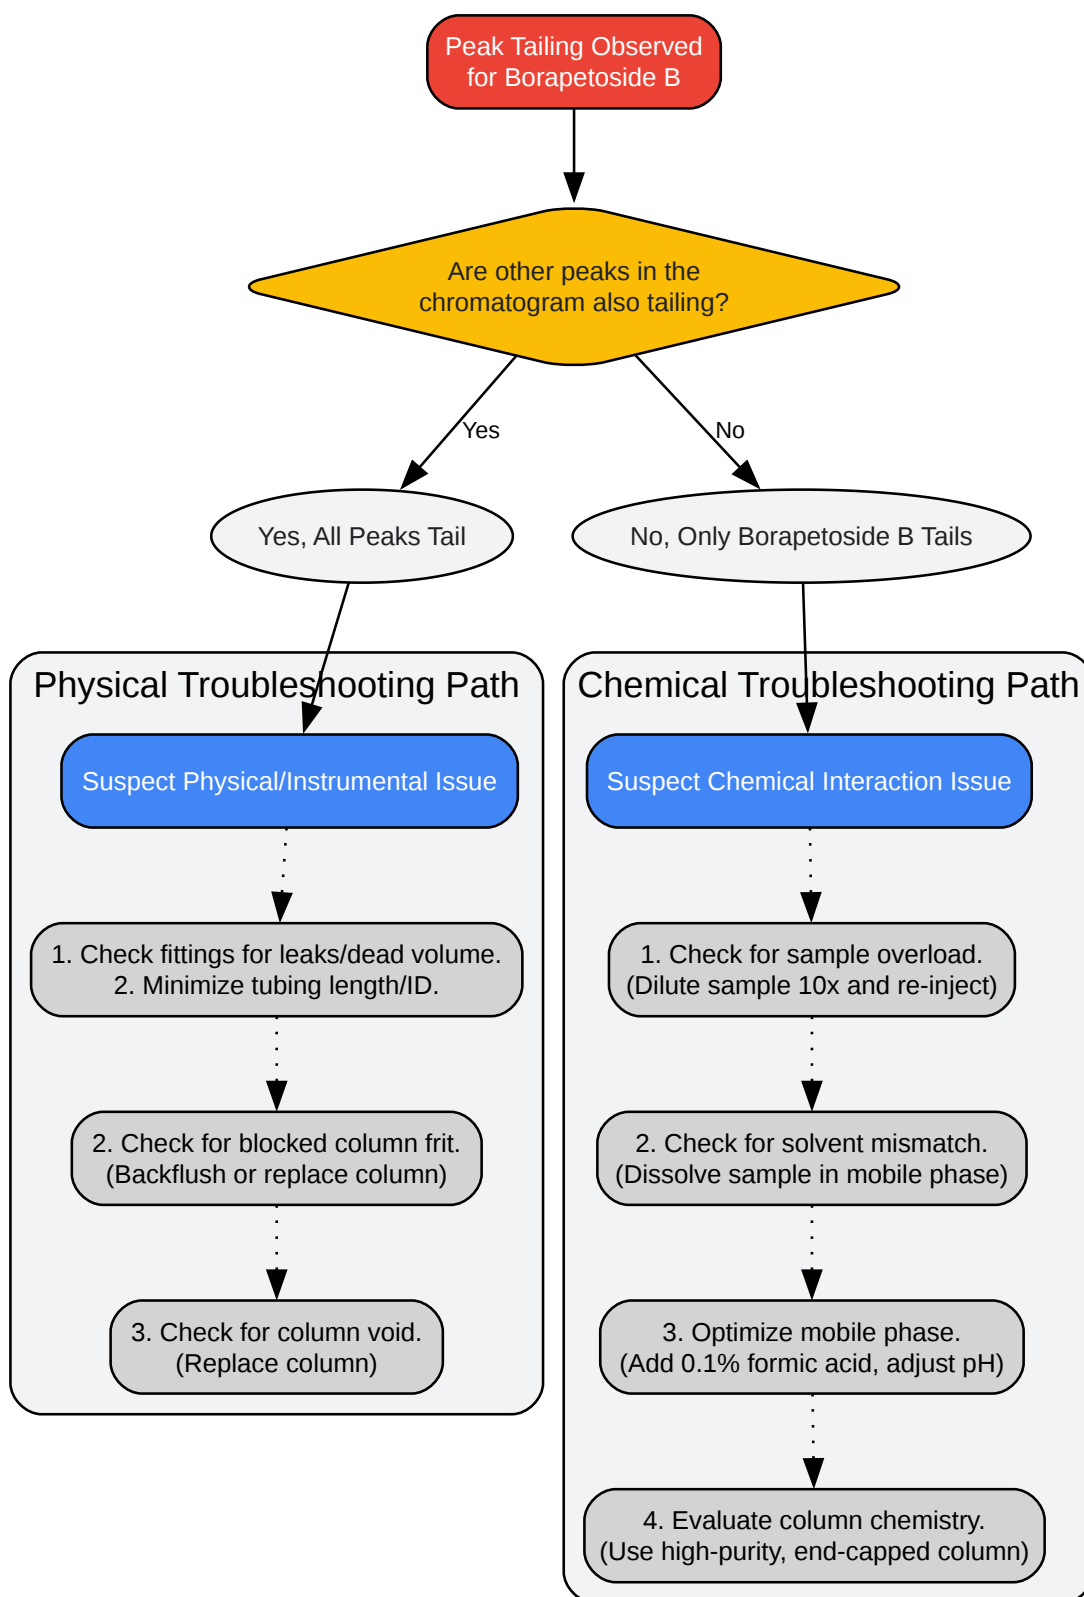 Peak Tailing Observed
for Borapetoside B
Are other peaks in the
chromatogram also tailing?
Yes
No
Yes, All Peaks Tail
No, Only Borapetoside B Tails
Physical Troubleshooting Path
Suspect Physical/Instrumental Issue
1. Check fittings for leaks/dead volume.
2. Minimize tubing length/ID.
2. Check for blocked column frit.
(Backflush or replace column)
3. Check for column void.
(Replace column)
Chemical Troubleshooting Path
Suspect Chemical Interaction Issue
1. Check for sample overload.
(Dilute sample 10x and re-inject)
2. Check for solvent mismatch.
(Dissolve sample in mobile phase)
3. Optimize mobile phase.
(Add 0.1% formic acid, adjust pH)
4. Evaluate column chemistry.
(Use high-purity, end-capped column)